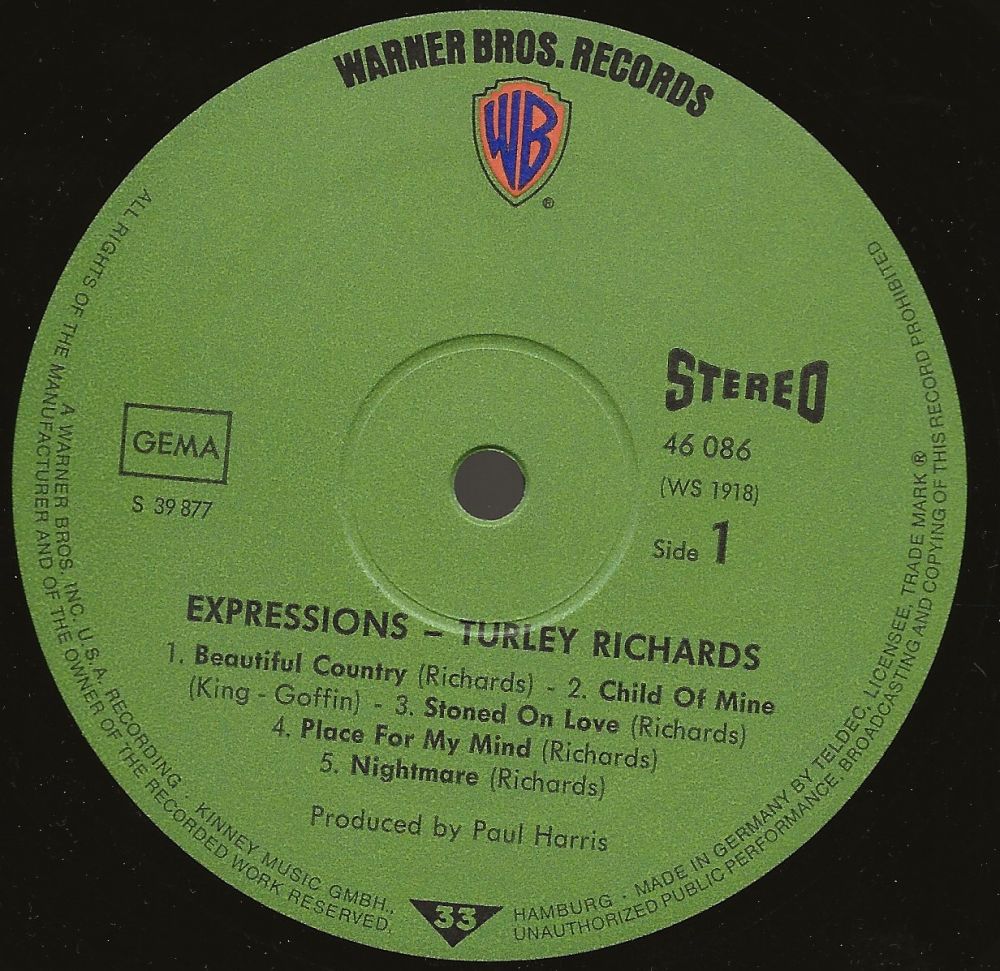 WARNER BROS. RECORDS
WB
®
STEREO
46 086
(WS 1918)
Side 1
GEMA
S 39 877
EXPRESSIONS – TURLEY RICHARDS
1. Beautiful Country (Richards) - 2. Child Of Mine
(King - Goffin) - 3. Stoned On Love (Richards)
4. Place For My Mind (Richards)
5. Nightmare (Richards)
Produced by Paul Harris
33
ALL RIGHTS OF THE MANUFACTURER AND OF THE OWNER OF THE RECORDED WORK RESERVED.
UNAUTHORIZED PUBLIC PERFORMANCE, BROADCASTING AND COPYING OF THIS RECORD PROHIBITED
A WARNER BROS. INC. U.S.A. RECORDING · KINNEY MUSIC GMBH.,
HAMBURG · MADE IN GERMANY BY TELDEC, LICENSEE, TRADE MARK ®